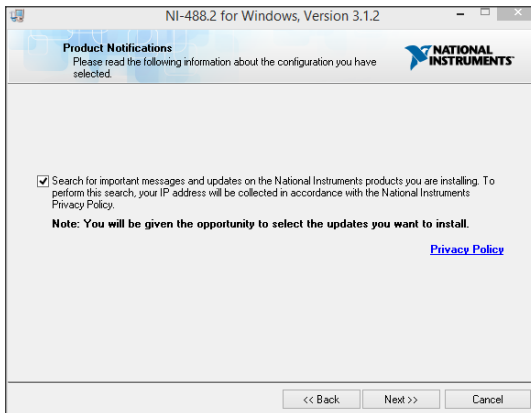 NI-488.2 for Windows, Version 3.1.2
Product Notifications
Please read the following information about the configuration you have
selected.
NATIONAL
INSTRUMENTS
Search for important messages and updates on the National Instruments products you are installing. To
perform this search, your IP address will be collected in accordance with the National Instruments
Privacy Policy.
Note: You will be given the opportunity to select the updates you want to install.
Privacy Policy
<< Back Next >> Cancel